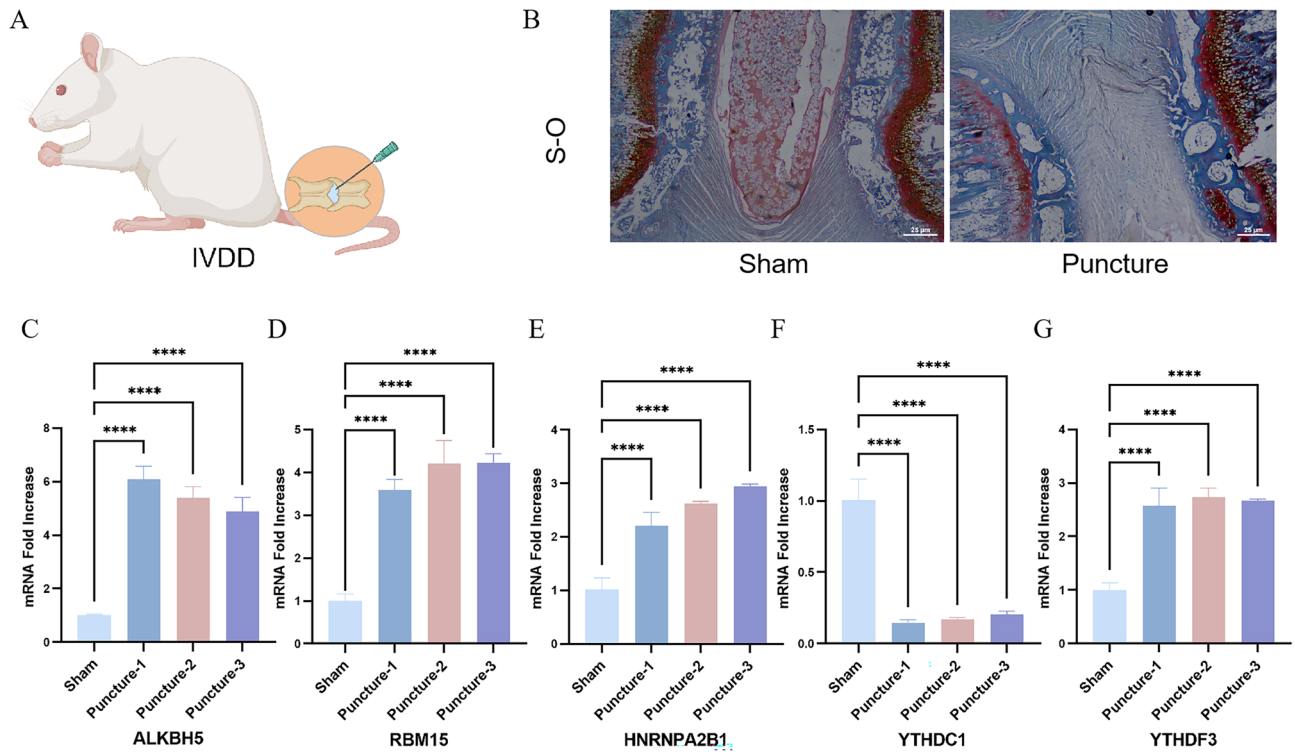 A
IVDD
B
S-O
25 μm
25 μm
Sham
Puncture
C
mRNA Fold Increase
8
6
4
2
0
****
****
****
Sham
Puncture-1
Puncture-2
Puncture-3
ALKBH5
D
mRNA Fold Increase
5
4
3
2
1
0
****
****
****
Sham
Puncture-1
Puncture-2
Puncture-3
RBM15
E
mRNA Fold Increase
4
3
2
1
0
****
****
****
Sham
Puncture-1
Puncture-2
Puncture-3
HNRNPA2B1
F
mRNA Fold Increase
1.5
1.0
0.5
0.0
****
****
****
Sham
Puncture-1
Puncture-2
Puncture-3
YTHDC1
G
mRNA Fold Increase
4
3
2
1
0
****
****
****
Sham
Puncture-1
Puncture-2
Puncture-3
YTHDF3